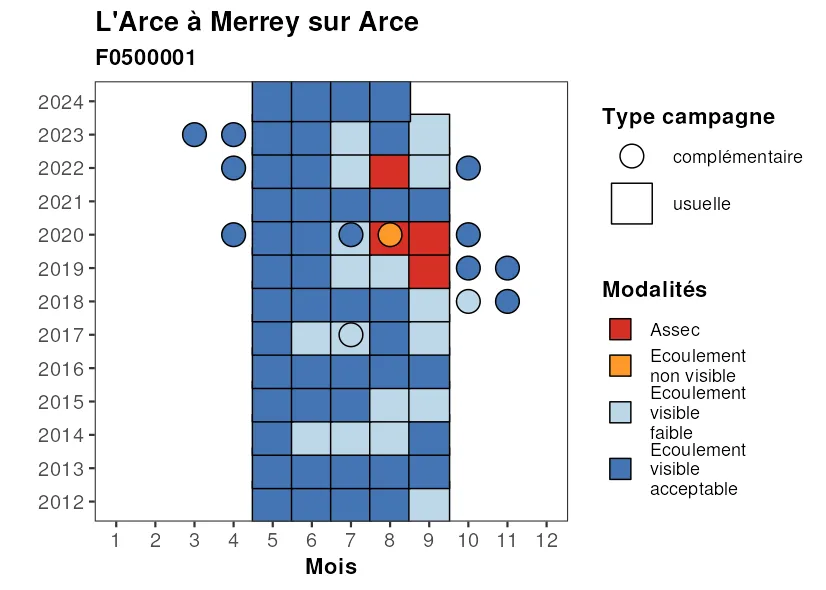 L'Arce à Merrey sur Arce
F0500001
2024
2023
2022
2021
2020
2019
2018
2017
2016
2015
2014
2013
2012
1 2 3 4 5 6 7 8 9 10 11 12
Mois
Type campagne
complémentaire
usuelle
Modalités
Assec
Ecoulement
non visible
Ecoulement
visible
faible
Ecoulement
visible
acceptable